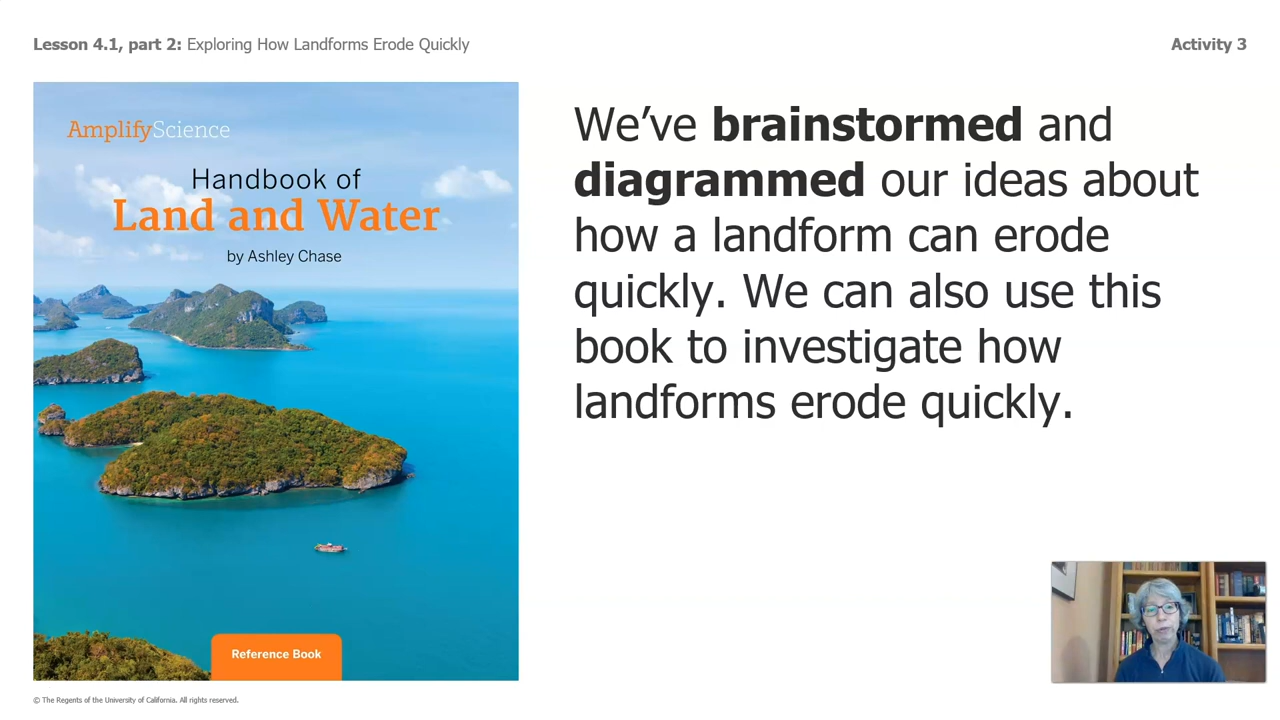 Lesson 4.1, part 2: Exploring How Landforms Erode Quickly
Activity 3
AmplifyScience
Handbook of
Land and Water
by Ashley Chase
Reference Book
We’ve brainstormed and
diagrammed our ideas about
how a landform can erode
quickly. We can also use this
book to investigate how
landforms erode quickly.
© The Regents of the University of California. All rights reserved.